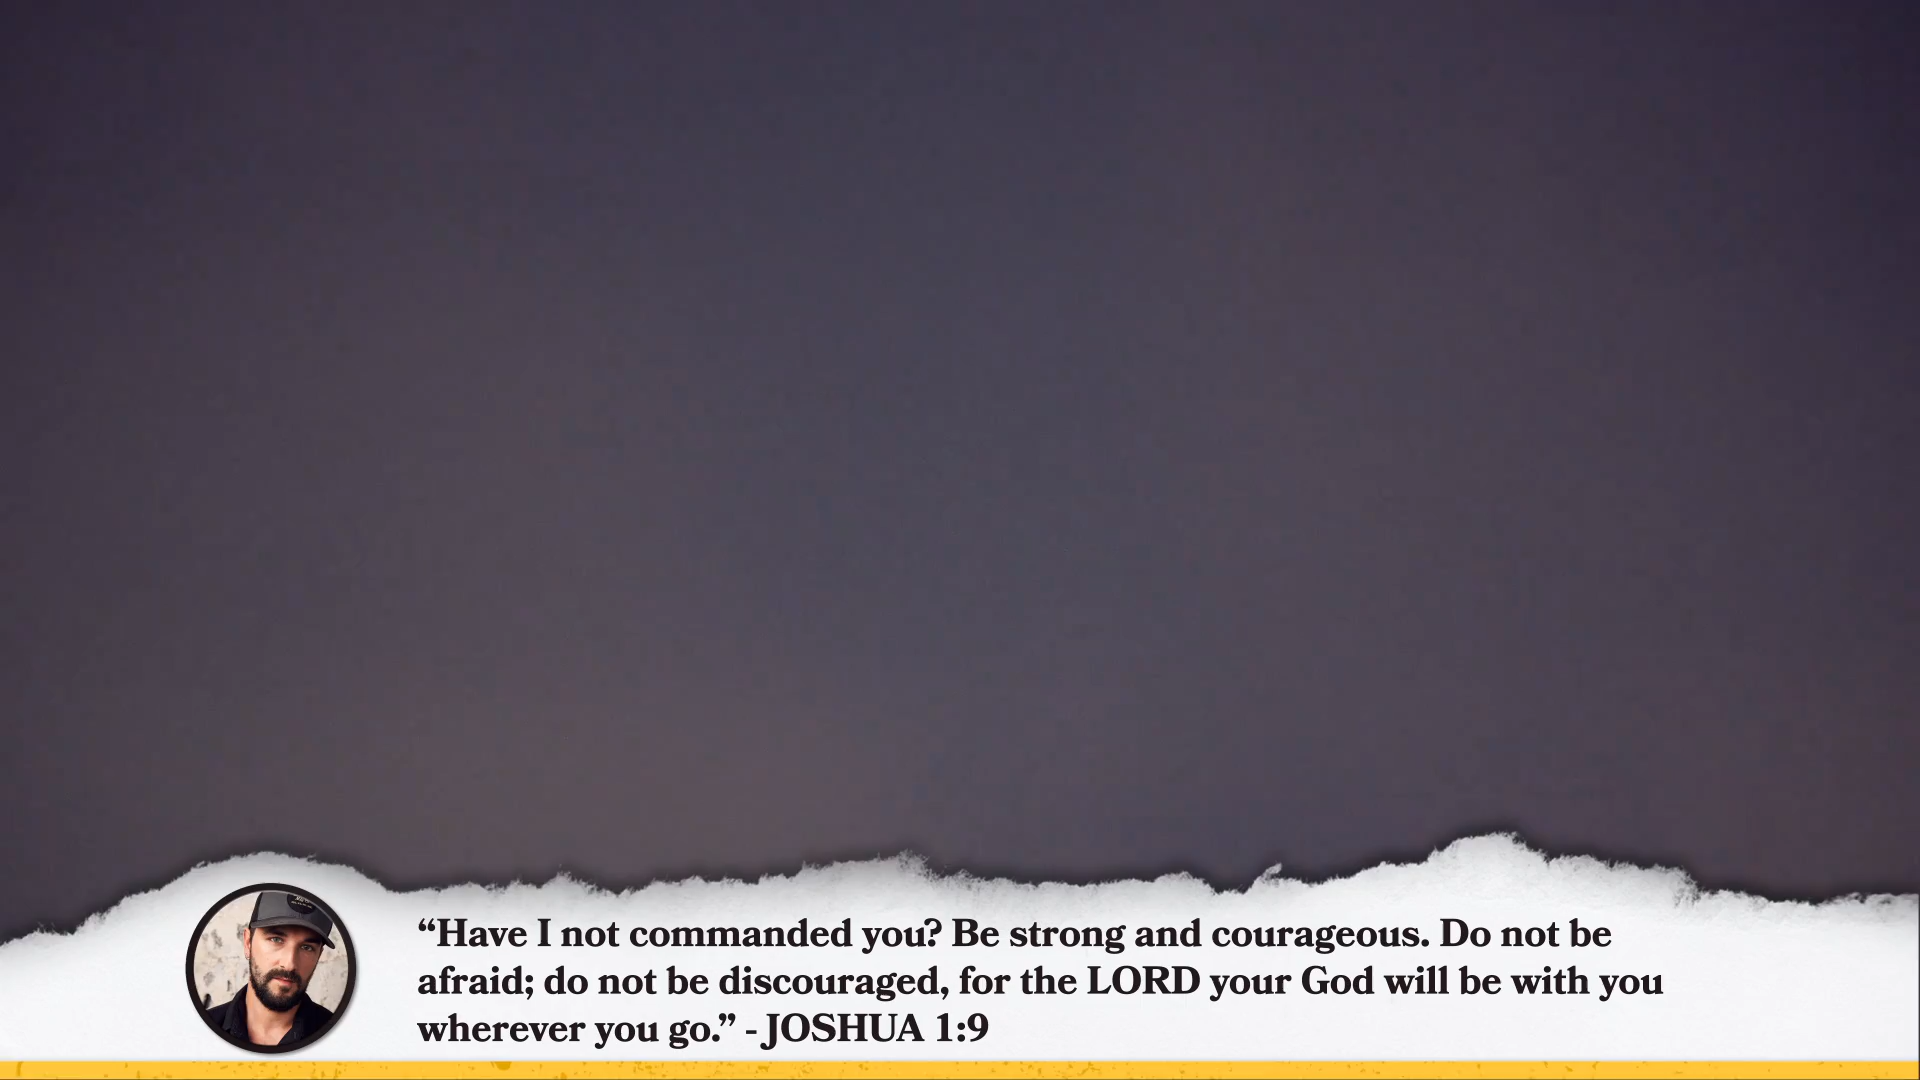 “Have I not commanded you? Be strong and courageous. Do not be
afraid; do not be discouraged, for the LORD your God will be with you
wherever you go.” - JOSHUA 1:9